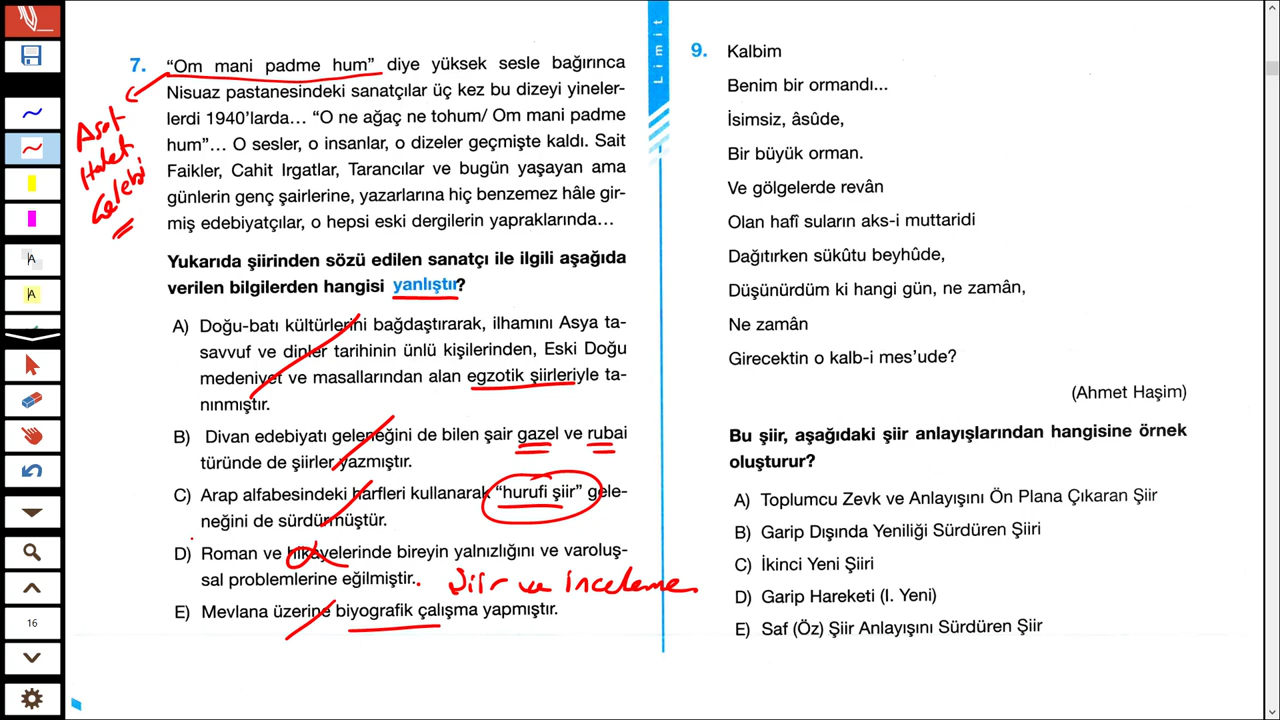 7. “Om mani padme hum” diye yüksek sesle bağırınca
Nisuaz pastanesindeki sanatçılar üç kez bu dizeyi yineler-
lerdi 1940’larda... “O ne ağaç ne tohum/ Om mani padme
hum”... O sesler, o insanlar, o dizeler geçmişte kaldı. Sait
Faikler, Cahit Irgatlar, Tarancılar ve bugün yaşayan ama
günlerin genç şairlerine, yazarlarına hiç benzemez hâle gir-
miş edebiyatçılar, o hepsi eski dergilerin yapraklarında...
Asaf
Halet
Çelebi
Yukarıda şiirinden sözü edilen sanatçı ile ilgili aşağıda
verilen bilgilerden hangisi yanlıştır?
A) Doğu-batı kültürlerini bağdaştırarak, ilhamını Asya ta-
savvuf ve dinler tarihinin ünlü kişilerinden, Eski Doğu
medeniyet ve masallarından alan egzotik şiirleriyle ta-
nınmıştır.
B) Divan edebiyatı geleneğini de bilen şair gazel ve rubai
türünde de şiirler yazmıştır.
C) Arap alfabesindeki harfleri kullanarak “hurufi şiir” gele-
neğini de sürdürmüştür.
D) Roman ve hikayelerinde bireyin yalnızlığını ve varoluş-
sal problemlerine eğilmiştir.
Şiir ve inceleme
E) Mevlana üzerine biyografik çalışma yapmıştır.
Limit
9. Kalbim
Benim bir ormandı...
İsimsiz, âsûde,
Bir büyük orman.
Ve gölgelerde revân
Olan hafî suların aks-i muttaridi
Dağıtırken sükûtu beyhûde,
Düşünürdüm ki hangi gün, ne zamân,
Ne zamân
Girecektin o kalb-i mes’ude?
(Ahmet Haşim)
Bu şiir, aşağıdaki şiir anlayışlarından hangisine örnek
oluşturur?
A) Toplumcu Zevk ve Anlayışını Ön Plana Çıkaran Şiir
B) Garip Dışında Yeniliği Sürdüren Şiiri
C) İkinci Yeni Şiiri
D) Garip Hareketi (I. Yeni)
E) Saf (Öz) Şiir Anlayışını Sürdüren Şiir
A
A
16